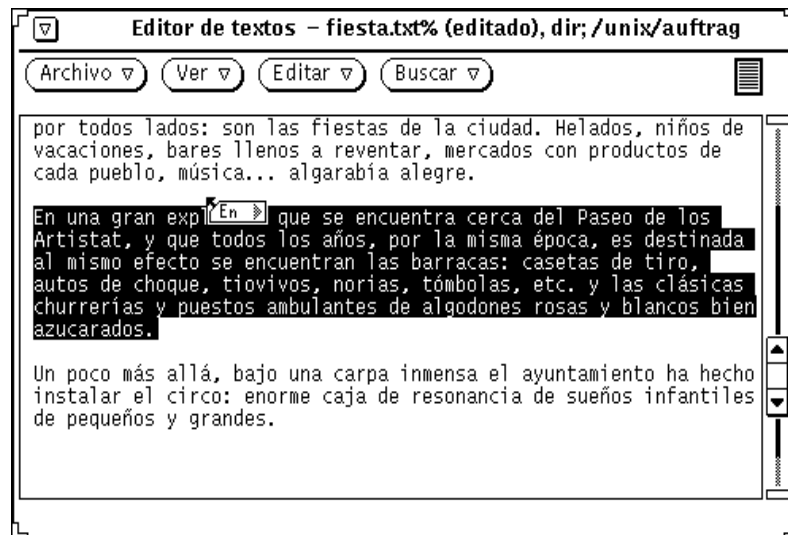 Editor de textos – fiesta.txt% (editado), dir; /unix/auftrag
Archivo Ver Editar Buscar
por todos lados: son las fiestas de la ciudad. Helados, niños de
vacaciones, bares llenos a reventar, mercados con productos de
cada pueblo, música... algarabía alegre.
En una gran expl En que se encuentra cerca del Paseo de los
Artistat, y que todos los años, por la misma época, es destinada
al mismo efecto se encuentran las barracas: casetas de tiro,
autos de choque, tiovivos, norias, tómbolas, etc. y las clásicas
churrerías y puestos ambulantes de algodones rosas y blancos bien
azucarados.
Un poco más allá, bajo una carpa inmensa el ayuntamiento ha hecho
instalar el circo: enorme caja de resonancia de sueños infantiles
de pequeños y grandes.